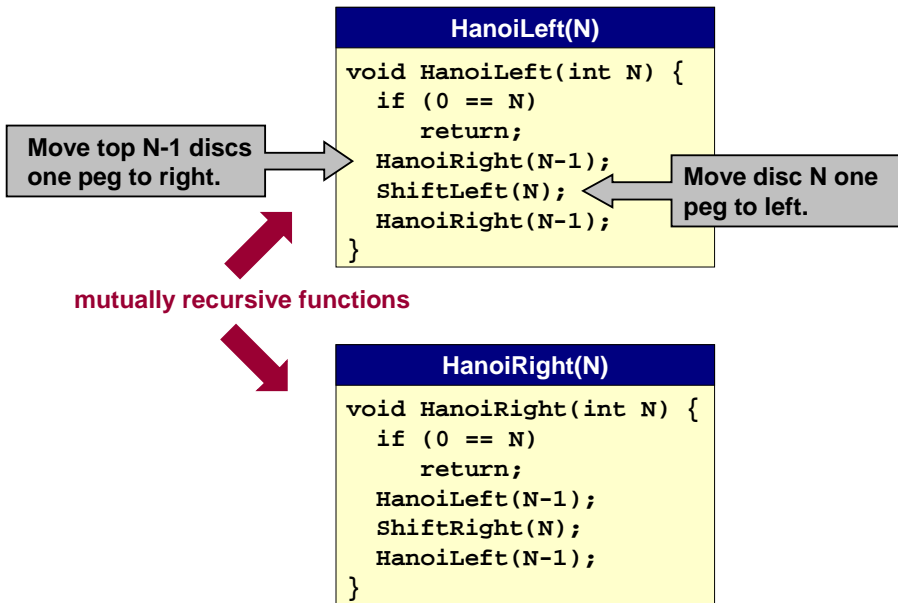 HanoiLeft(N)
void HanoiLeft(int N) {
if (0 == N)
return;
HanoiRight(N-1);
ShiftLeft(N);
HanoiRight(N-1);
}
Move top N-1 discs
one peg to right.
Move disc N one
peg to left.
mutually recursive functions
HanoiRight(N)
void HanoiRight(int N) {
if (0 == N)
return;
HanoiLeft(N-1);
ShiftRight(N);
HanoiLeft(N-1);
}